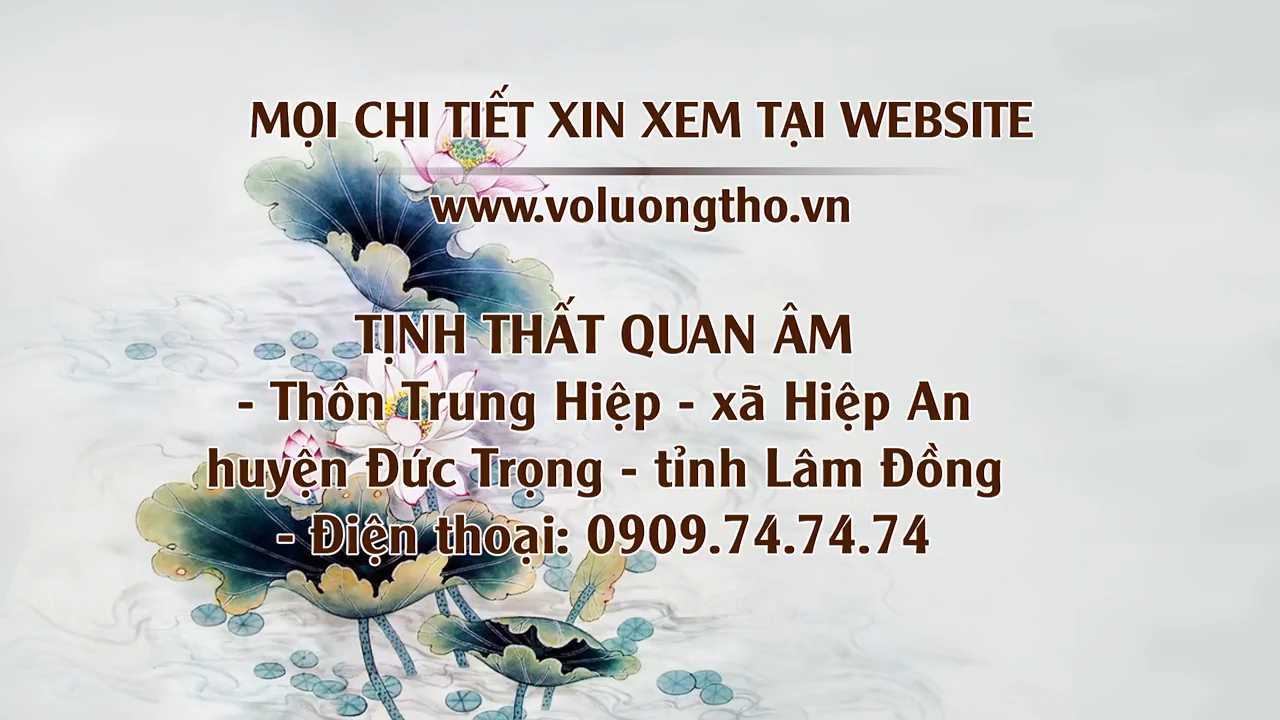 MỌI CHI TIẾT XIN XEM TẠI WEBSITE
www.voluongtho.vn
TỊNH THẤT QUAN ÂM
- Thôn Trung Hiệp - xã Hiệp An
huyện Đức Trọng - tỉnh Lâm Đồng
- Điện thoại: 0909.74.74.74